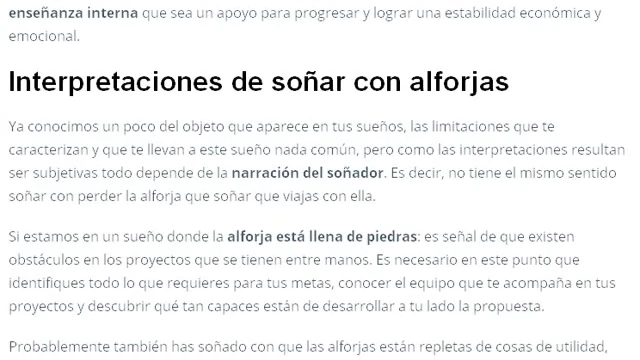 enseñanza interna que sea un apoyo para progresar y lograr una estabilidad económica y
emocional.
Interpretaciones de soñar con alforjas
Ya conocimos un poco del objeto que aparece en tus sueños, las limitaciones que te
caracterizan y que te llevan a este sueño nada común, pero como las interpretaciones resultan
ser subjetivas todo depende de la narración del soñador. Es decir, no tiene el mismo sentido
soñar con perder la alforja que soñar que viajas con ella.
Si estamos en un sueño donde la alforja está llena de piedras: es señal de que existen
obstáculos en los proyectos que se tienen entre manos. Es necesario en este punto que
identifiques todo lo que requieres para tus metas, conocer el equipo que te acompaña en tus
proyectos y descubrir qué tan capaces están de desarrollar a tu lado la propuesta.
Probablemente también has soñado con que las alforjas están repletas de cosas de utilidad,